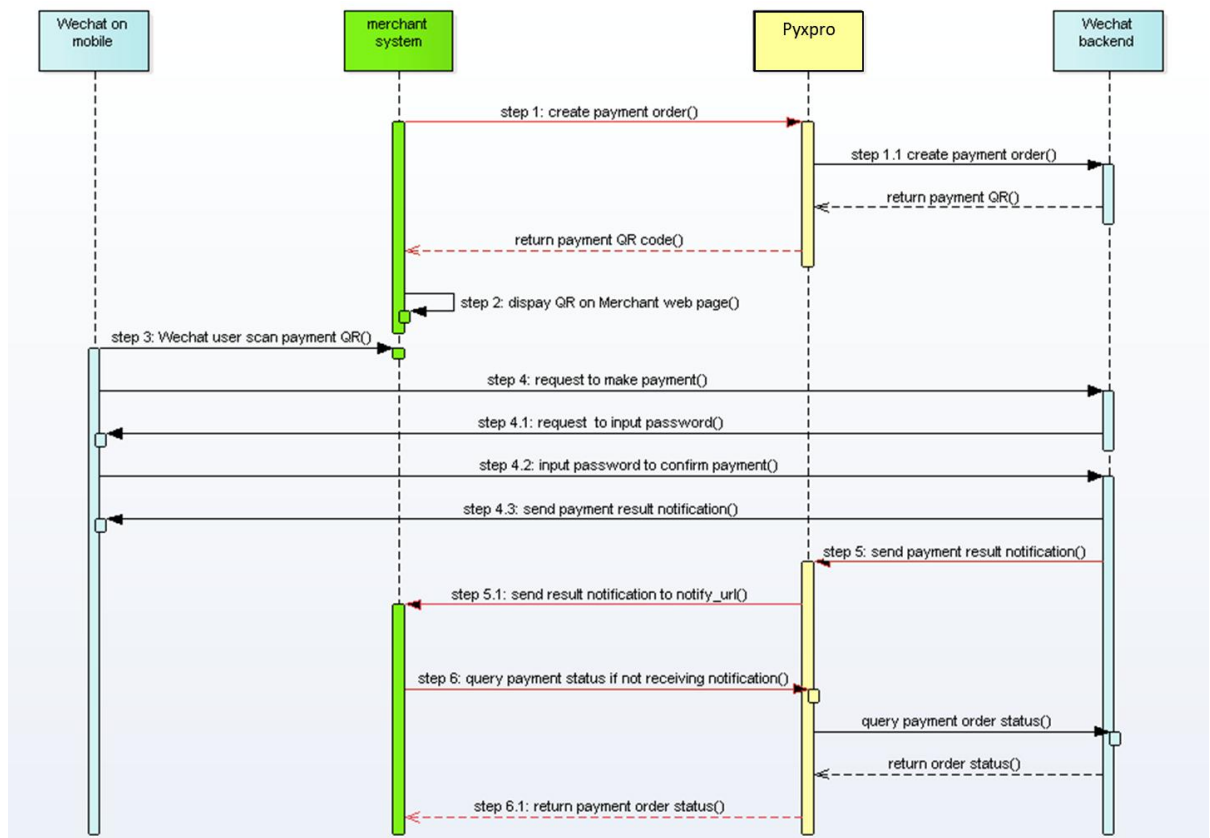 Wechat on
mobile
merchant
system
Pyxpro
Wechat
backend
step 1: create payment order()
step 1.1 create payment order()
return payment QR()
return payment QR code()
step 2: dispay QR on Merchant web page()
step 3: Wechat user scan payment QR()
step 4: request to make payment()
step 4.1: request to input password()
step 4.2: input password to confirm payment()
step 4.3: send payment result notification()
step 5: send payment result notification()
step 5.1: send result notification to notify_url()
step 6: query payment status if not receiving notification()
query payment order status()
return order status()
step 6.1: return payment order status()